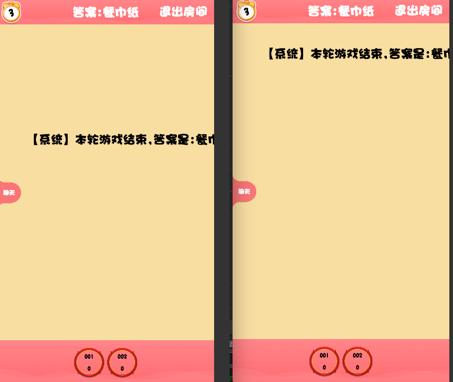 3 答案:餐巾纸 退出房间
【系统】本轮游戏结束,答案是:餐巾
聊天
001 002
0 0
3 答案:餐巾纸 退出房间
【系统】本轮游戏结束,答案是:餐
聊天
001 002
0 0